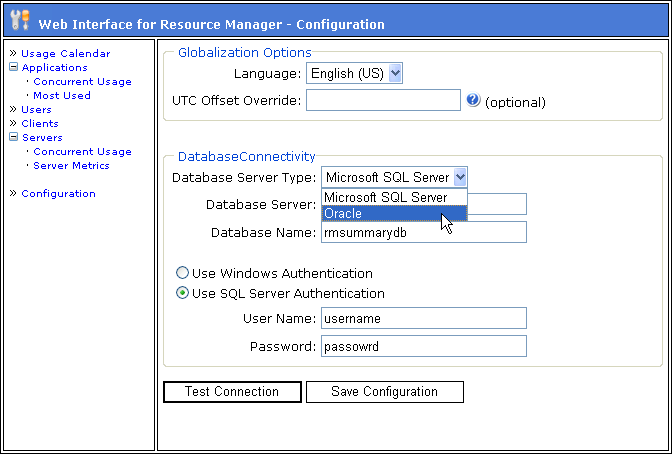 Web Interface for Resource Manager - Configuration
» Usage Calendar
Applications
· Concurrent Usage
· Most Used
» Users
» Clients
Servers
· Concurrent Usage
· Server Metrics
» Configuration
Globalization Options
Language: English (US)
UTC Offset Override: ? (optional)
DatabaseConnectivity
Database Server Type: Microsoft SQL Server
Microsoft SQL Server
Database Server:
Oracle
Database Name: rmsummarydb
Use Windows Authentication
Use SQL Server Authentication
User Name: username
Password: passowrd
Test Connection Save Configuration